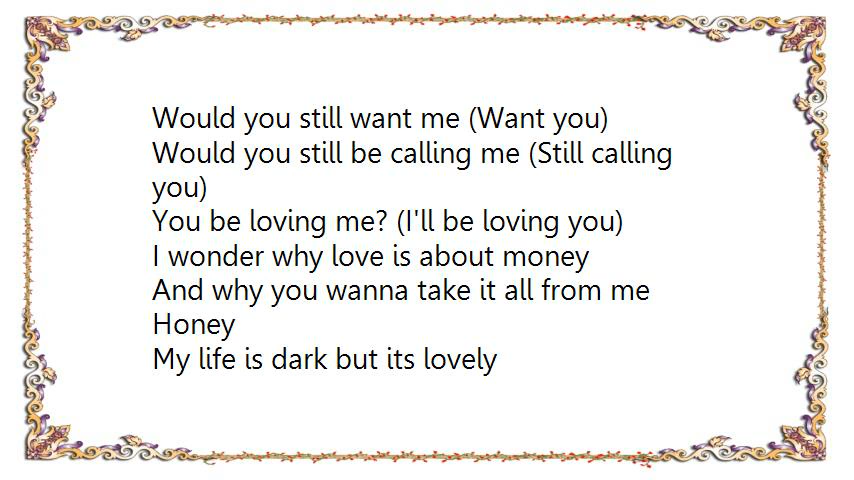 Would you still want me (Want you)
Would you still be calling me (Still calling
you)
You be loving me? (I'll be loving you)
I wonder why love is about money
And why you wanna take it all from me
Honey
My life is dark but its lovely